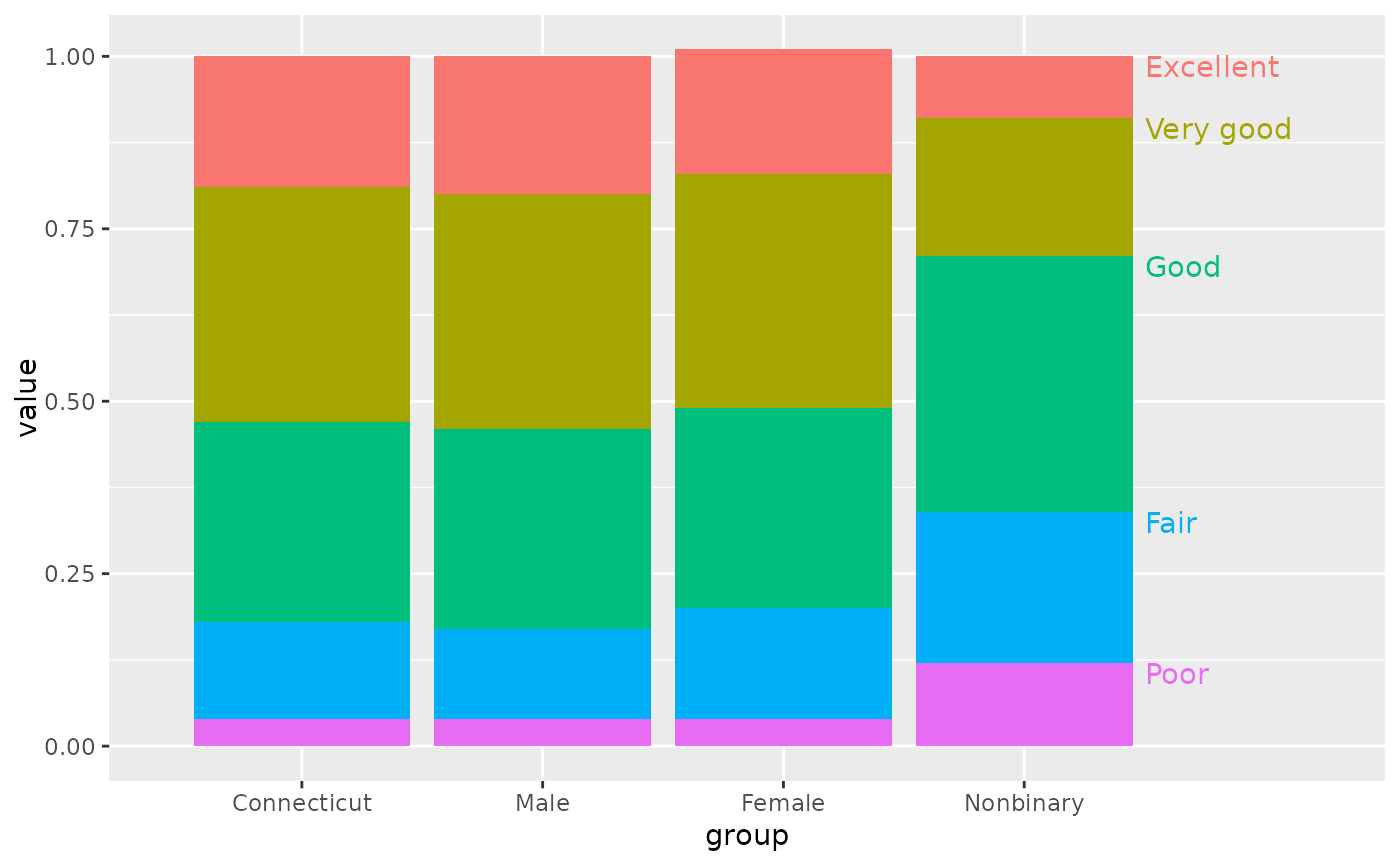 1.00
0.75
0.50
0.25
0.00
value
Excellent
Very good
Good
Fair
Poor
Connecticut
Male
Female
Nonbinary
group